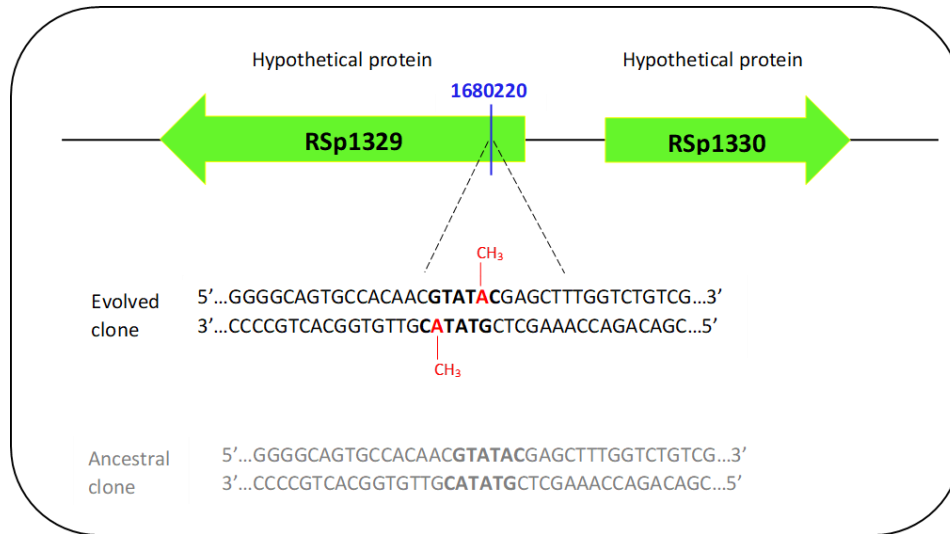 Hypothetical protein Hypothetical protein
1680220
RSp1329 RSp1330
CH₃
Evolved clone
5’...GGGGCAGTGCCACAACGTATACGAGCTTTGGTCTGTCG...3’
3’...CCCCGTCACGGTGTTGCATATGCTCGAAACCAGACAGC...5’
CH₃
Ancestral clone
5’...GGGGCAGTGCCACAACGTATACGAGCTTTGGTCTGTCG...3’
3’...CCCCGTCACGGTGTTGCATATGCTCGAAACCAGACAGC...5’